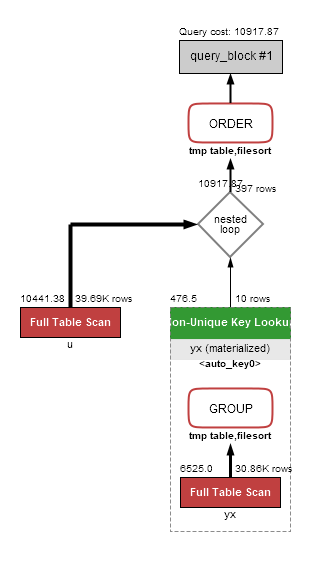 Query cost: 10917.87
query_block #1
ORDER
tmp table,filesort
10917.87
397 rows
nested
loop
10441.38
39.69K rows
476.5
10 rows
Full Table Scan
on-Unique Key Looku
u
yx (materialized)
<auto_key0>
GROUP
tmp table,filesort
6525.0
30.86K rows
Full Table Scan
yx